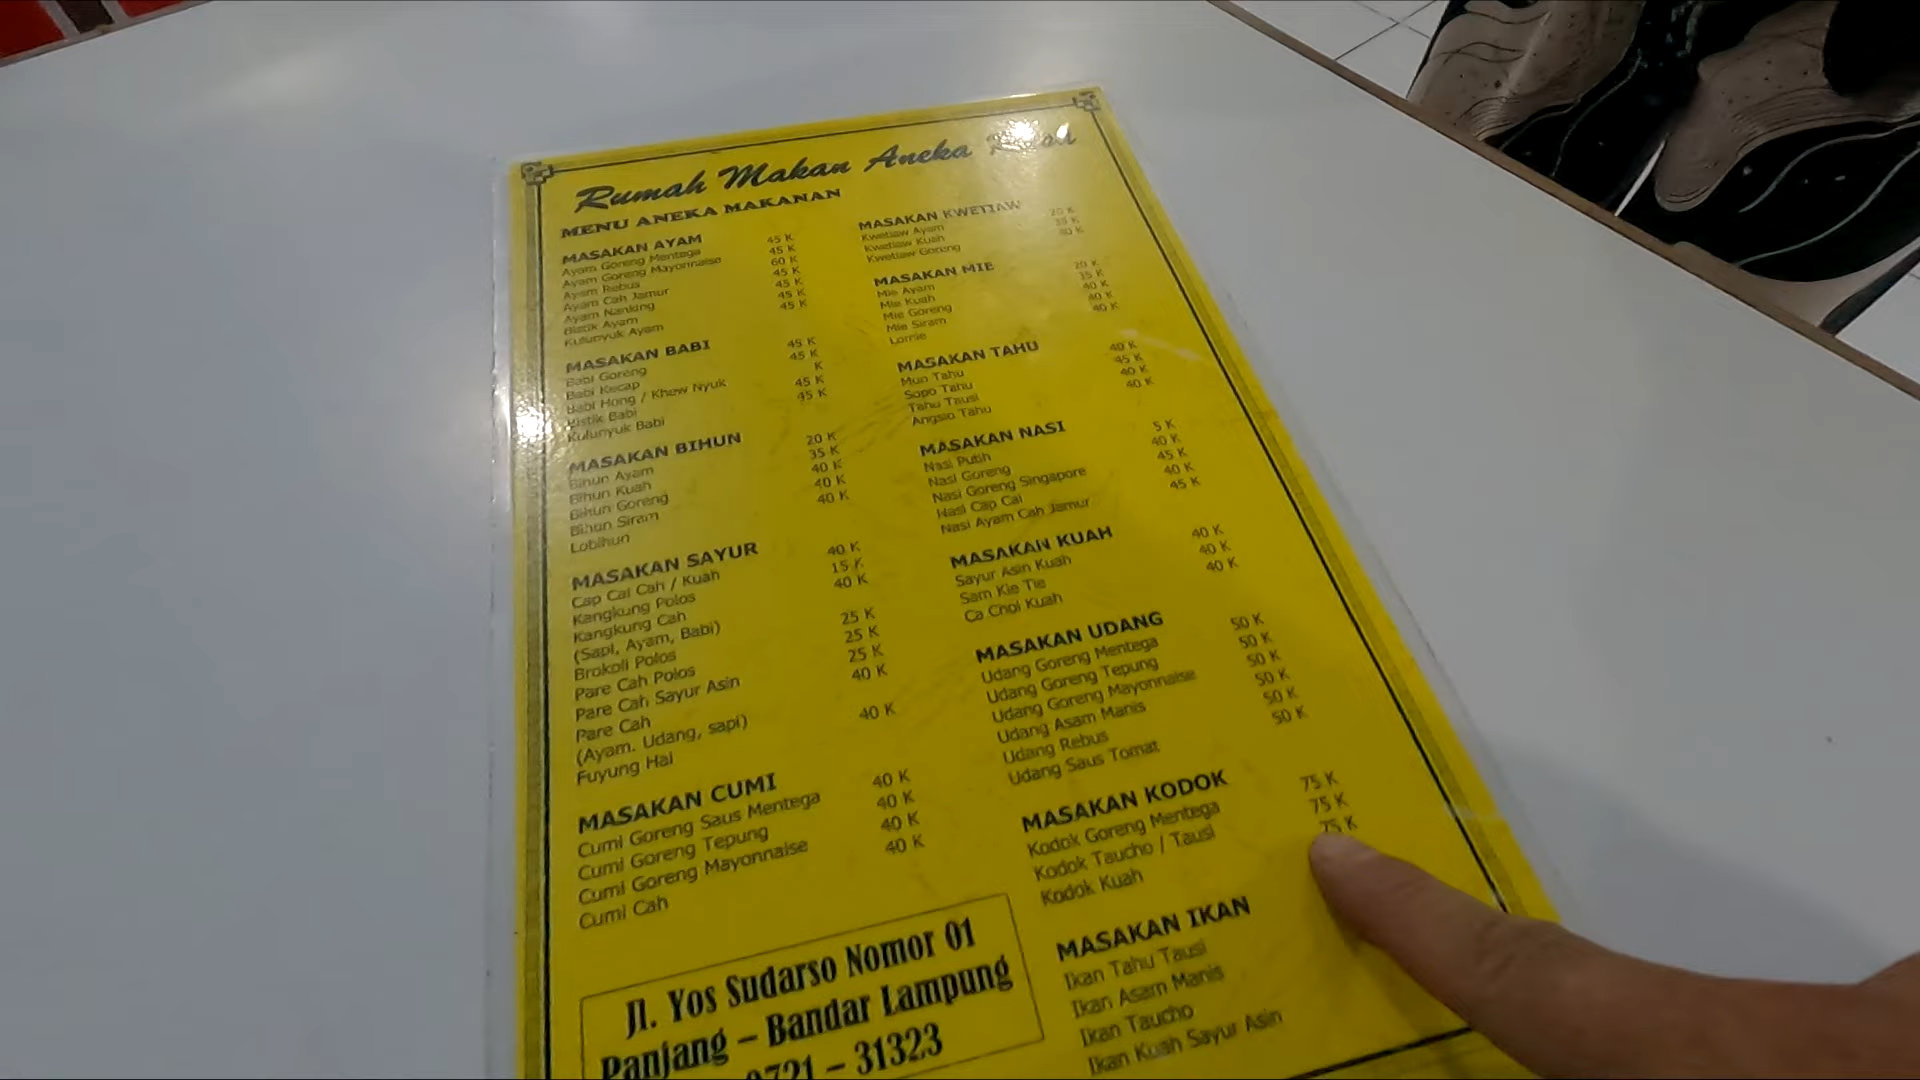 Rumah Makan Aneka
MENU ANEKA MAKANAN
MASAKAN AYAM
Ayam Goreng Mentega 45 K
Ayam Goreng Mayonnaise 45 K
Ayam Rebus 60 K
Ayam Cah Jamur 45 K
Ayam Nanking 45 K
Bistik Ayam 45 K
Kulunyuk Ayam 45 K
MASAKAN BABI
Babi Goreng 45 K
Babi Kecap 45 K
Babi Hong / Khew Nyuk K
Bistik Babi 45 K
Kulunyuk Babi 45 K
MASAKAN BIHUN
Bihun Ayam 20 K
Bihun Kuah 35 K
Bihun Goreng 40 K
Bihun Siram 40 K
Lobihun 40 K
MASAKAN SAYUR
Cap Cai Cah / Kuah 40 K
Kangkung Polos 15 K
Kangkung Cah 40 K
(Sapi, Ayam, Babi)
Brokoli Polos 25 K
Pare Cah Polos 25 K
Pare Cah Sayur Asin 25 K
Pare Cah 40 K
(Ayam. Udang, sapi)
Fuyung Hai 40 K
MASAKAN CUMI
Cumi Goreng Saus Mentega 40 K
Cumi Goreng Tepung 40 K
Cumi Goreng Mayonnaise 40 K
Cumi Cah 40 K
Jl. Yos Sudarso Nomor 01
Panjang – Bandar Lampung
0721 – 31323
MASAKAN KWETIAW
Kwetiaw Ayam 20 K
Kwetiaw Kuah 35 K
Kwetiaw Goreng 40 K
MASAKAN MIE
Mie Ayam 20 K
Mie Kuah 35 K
Mie Goreng 40 K
Mie Siram 40 K
Lomie 40 K
MASAKAN TAHU
Mun Tahu 40 K
Sopo Tahu 45 K
Tahu Tausi 40 K
Angsio Tahu 40 K
MASAKAN NASI
Nasi Putih 5 K
Nasi Goreng 40 K
Nasi Goreng Singapore 45 K
Nasi Cap Cai 40 K
Nasi Ayam Cah Jamur 45 K
MASAKAN KUAH
Sayur Asin Kuah 40 K
Sam Kie Tie 40 K
Ca Choi Kuah 40 K
MASAKAN UDANG
Udang Goreng Mentega 50 K
Udang Goreng Tepung 50 K
Udang Goreng Mayonnaise 50 K
Udang Asam Manis 50 K
Udang Rebus 50 K
Udang Saus Tomat 50 K
MASAKAN KODOK
Kodok Goreng Mentega 75 K
Kodok Taucho / Tausi 75 K
Kodok Kuah 75 K
MASAKAN IKAN
Ikan Tahu Tausi
Ikan Asam Manis
Ikan Taucho
Ikan Kuah Sayur Asin